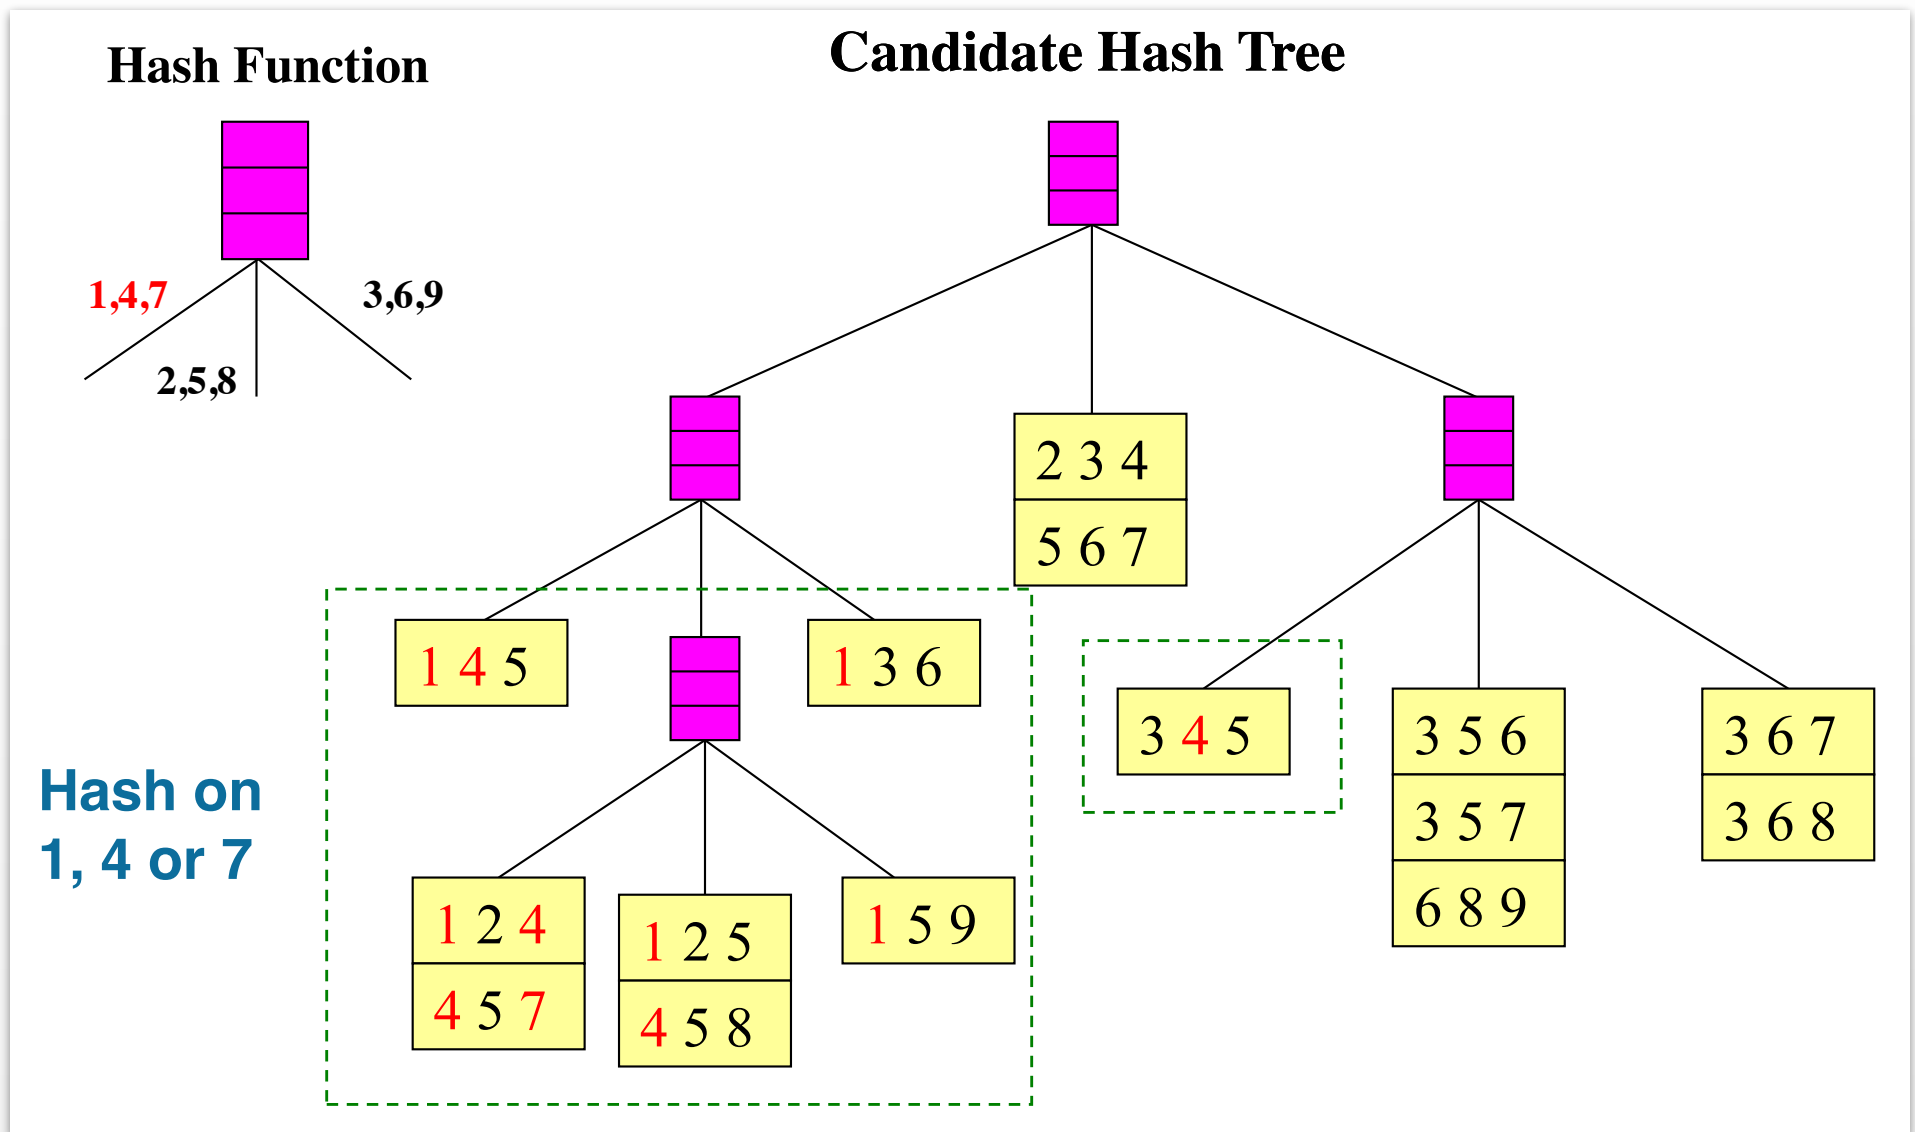 Hash Function
Candidate Hash Tree
1,4,7
3,6,9
2,5,8
2 3 4
5 6 7
1 4 5
1 3 6
3 4 5
3 5 6
3 6 7
3 5 7
3 6 8
6 8 9
Hash on
1, 4 or 7
1 2 4
1 2 5
1 5 9
4 5 7
4 5 8